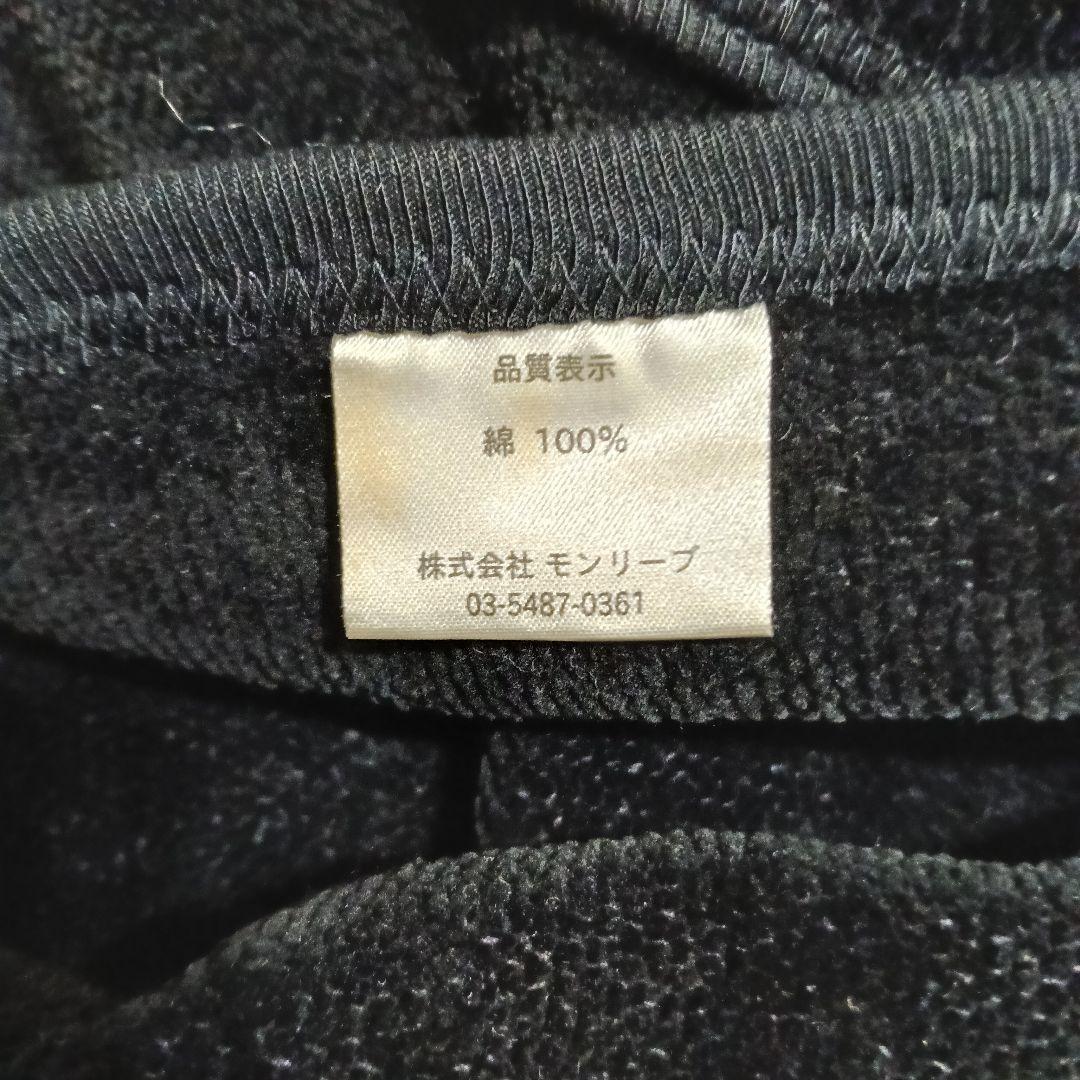 品質表示
綿 100%
株式会社 モンリーブ
03-5487-0361